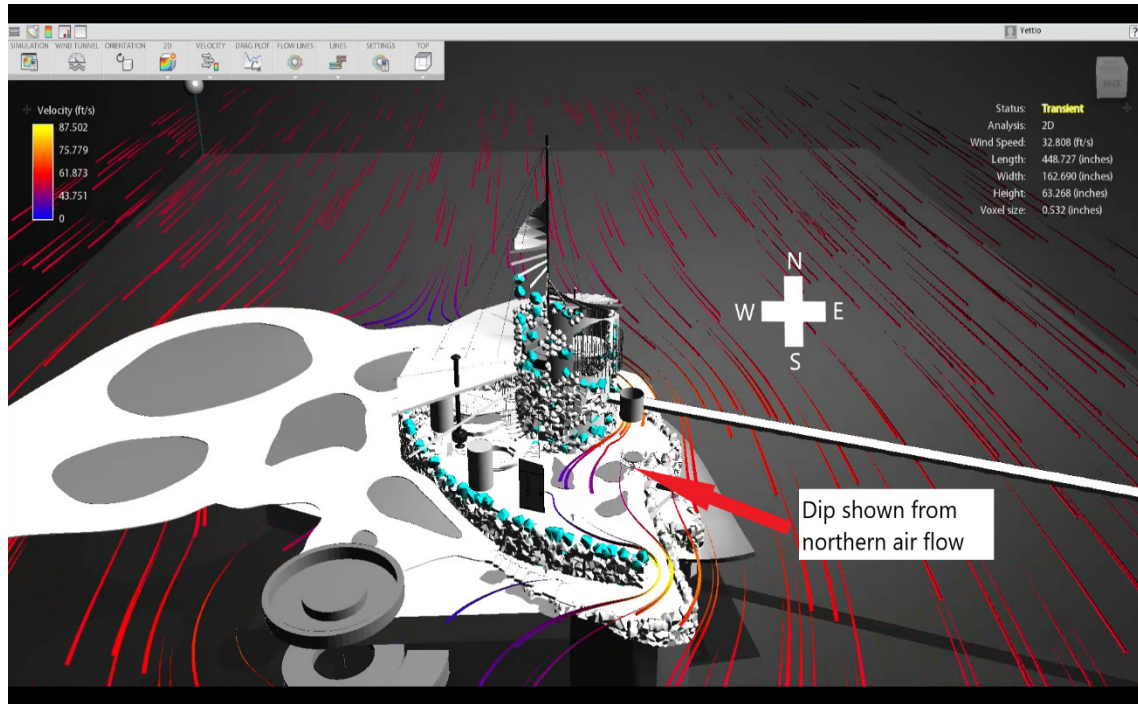 Yettio
?
SIMULATION WIND TUNNEL ORIENTATION 2D VELOCITY DRAG PLOT FLOW LINES LINES SETTINGS TOP
Velocity (ft/s)
87.502
75.779
61.873
43.751
0
BACK
Status: Transient
Analysis: 2D
Wind Speed: 32.808 (ft/s)
Length: 448.727 (inches)
Width: 162.690 (inches)
Height: 63.268 (inches)
Voxel size: 0.532 (inches)
N
W E
S
Dip shown from
northern air flow